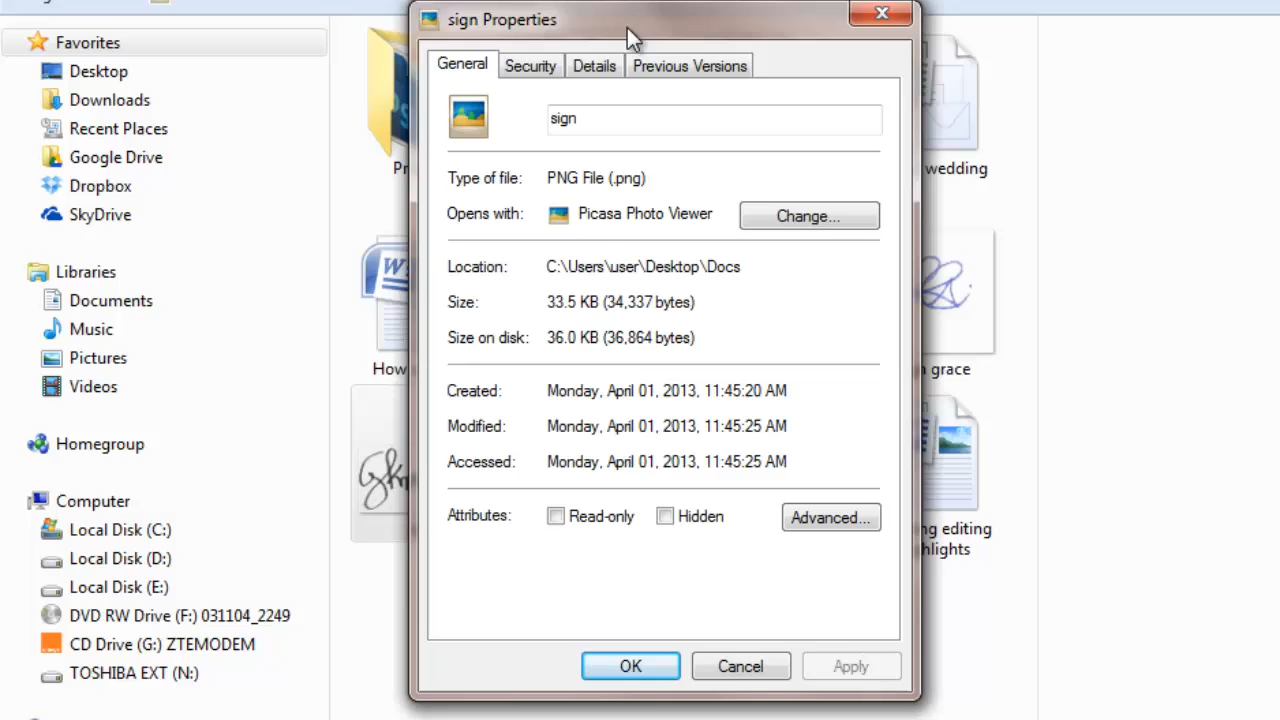 sign Properties
Favorites
Desktop
Downloads
Recent Places
Google Drive
Dropbox
SkyDrive
Libraries
Documents
Music
Pictures
Videos
Homegroup
Computer
Local Disk (C:)
Local Disk (D:)
Local Disk (E:)
DVD RW Drive (F:) 031104_2249
CD Drive (G:) ZTEMODEM
TOSHIBA EXT (N:)
General Security Details Previous Versions
sign
Type of file: PNG File (.png)
Opens with: Picasa Photo Viewer Change...
Location: C:\Users\user\Desktop\Docs
Size: 33.5 KB (34,337 bytes)
Size on disk: 36.0 KB (36,864 bytes)
Created: Monday, April 01, 2013, 11:45:20 AM
Modified: Monday, April 01, 2013, 11:45:25 AM
Accessed: Monday, April 01, 2013, 11:45:25 AM
Attributes: Read-only Hidden Advanced...
OK Cancel Apply
Pr
wedding
How
grace
editing